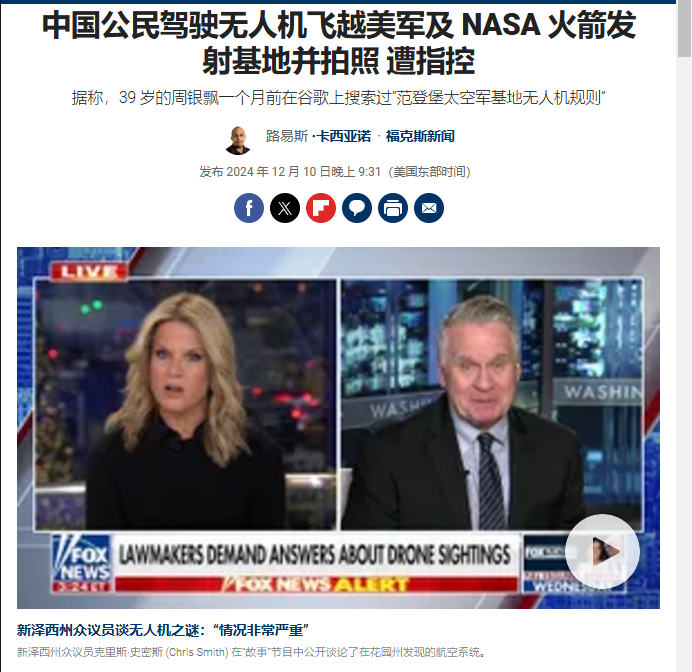 中国公民驾驶无人机飞越美军及 NASA 火箭发
射基地并拍照 遭指控
据称，39 岁的周银飘一个月前在谷歌上搜索过“范登堡太空军基地无人机规则”
路易斯 ·卡西亚诺 · 福克斯新闻
发布 2024 年 12 月 10 日晚上 9:31（美国东部时间）
LIVE
WASHIN
WASHIN
FOX NEWS
LAWMAKERS DEMAND ANSWERS ABOUT DRONE SIGHTINGS
3:24 ET
FOX NEWS ALERT
WEDNESDAY
新泽西州众议员谈无人机之谜：“情况非常严重”
新泽西州众议员克里斯·史密斯 (Chris Smith) 在“故事”节目中公开谈论了在花园州发现的航空系统。